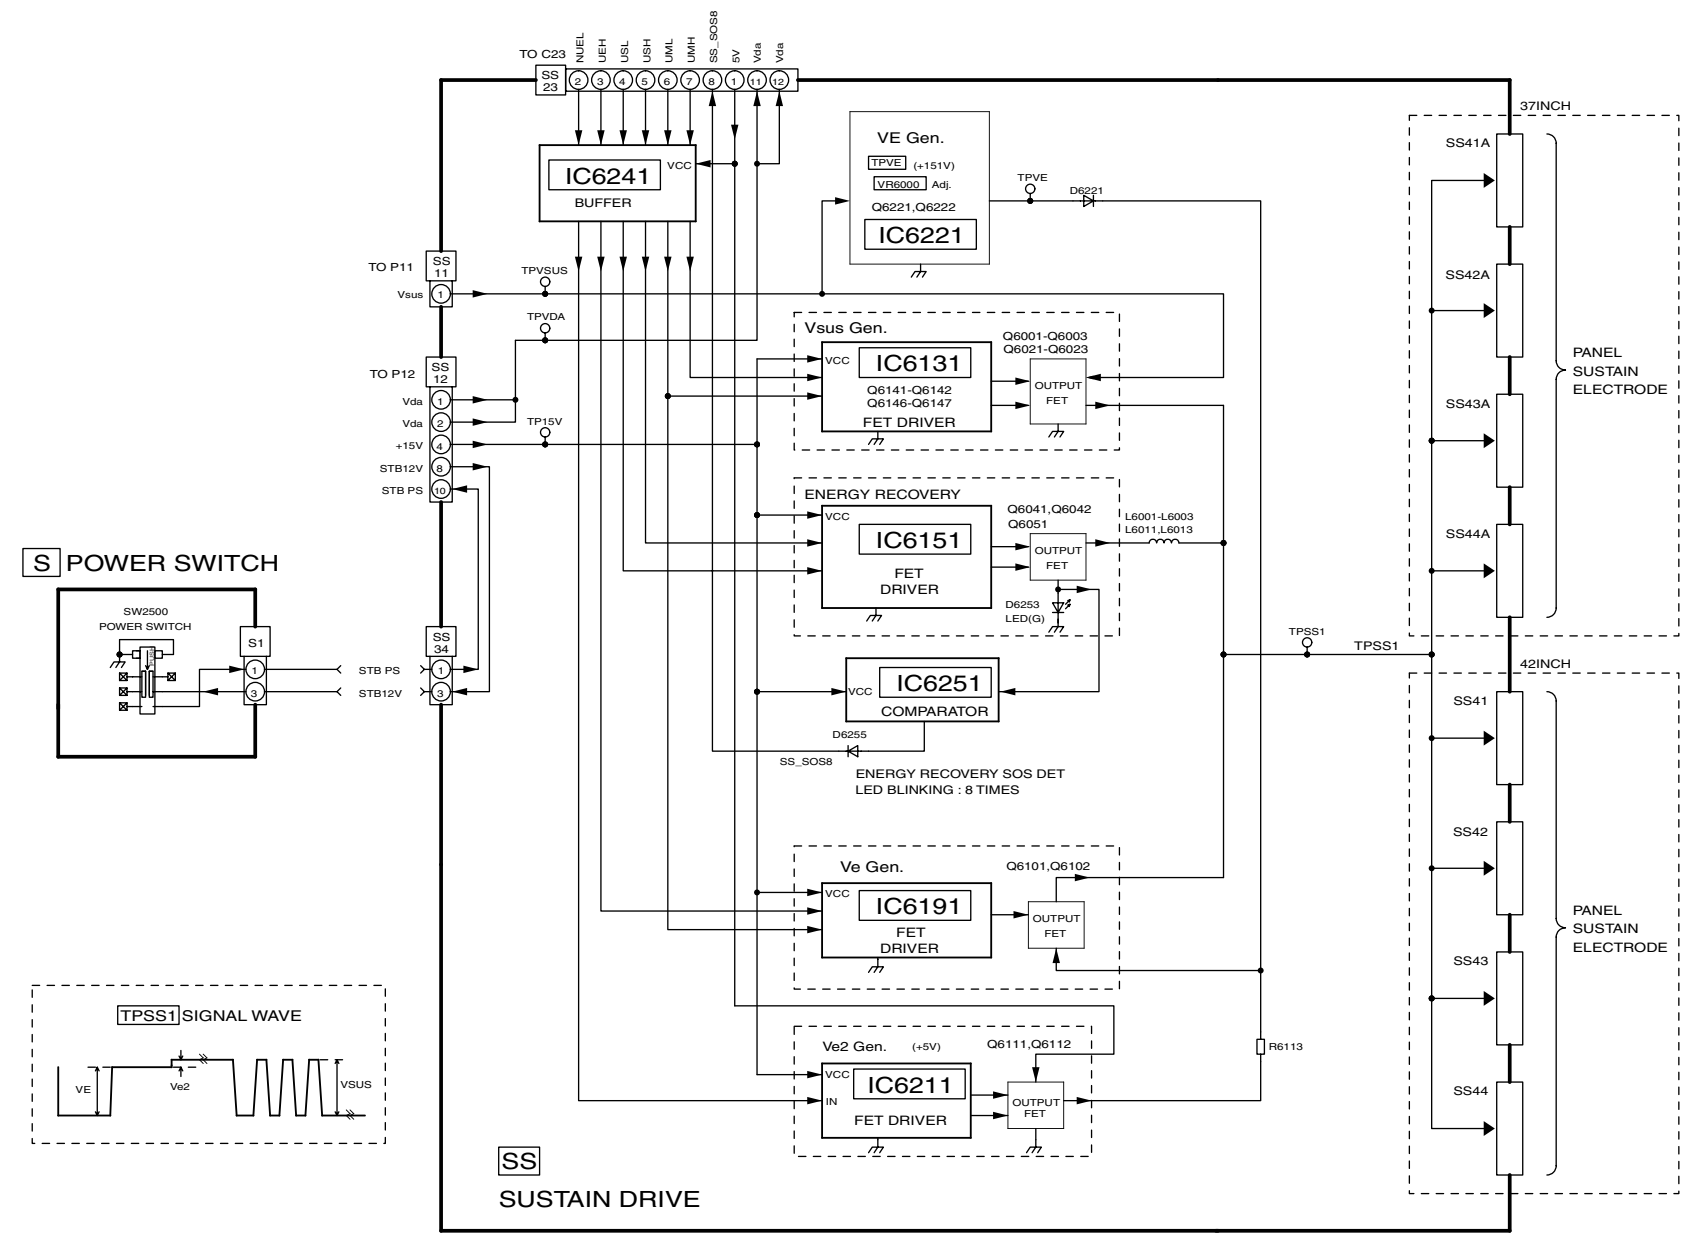 TO C23
NUEL
UEH
USL
USH
UML
UMH
SS_SOS8
5V
Vda
Vda
SS
23
2 3 4 5 6 7 8 1 11 12
IC6241
VCC
BUFFER
VE Gen.
TPVE (+151V)
VR6000 Adj.
Q6221,Q6222
IC6221
TPVE
D6221
TO P11
SS
11
Vsus
1
TPVSUS
TPVDA
TO P12
SS
12
Vda
1
Vda
2
+15V
4
TP15V
STB12V
8
STB PS
10
Vsus Gen.
VCC
IC6131
Q6141-Q6142
Q6146-Q6147
FET DRIVER
Q6001-Q6003
Q6021-Q6023
OUTPUT
FET
ENERGY RECOVERY
VCC
IC6151
FET
DRIVER
Q6041,Q6042
Q6051
OUTPUT
FET
D6253
LED(G)
L6001-L6003
L6011,L6013
VCC
IC6251
COMPARATOR
D6255
SS_SOS8
ENERGY RECOVERY SOS DET
LED BLINKING : 8 TIMES
Ve Gen.
VCC
IC6191
FET
DRIVER
Q6101,Q6102
OUTPUT
FET
Ve2 Gen. (+5V)
VCC
IC6211
IN
FET DRIVER
Q6111,Q6112
OUTPUT
FET
R6113
TPSS1
TPSS1
37INCH
SS41A
SS42A
SS43A
SS44A
PANEL
SUSTAIN
ELECTRODE
42INCH
SS41
SS42
SS43
SS44
PANEL
SUSTAIN
ELECTRODE
S POWER SWITCH
SW2500
POWER SWITCH
PUSH
S1
1
3
STB PS
STB12V
SS
34
1
3
TPSS1 SIGNAL WAVE
VE
Ve2
VSUS
SS
SUSTAIN DRIVE